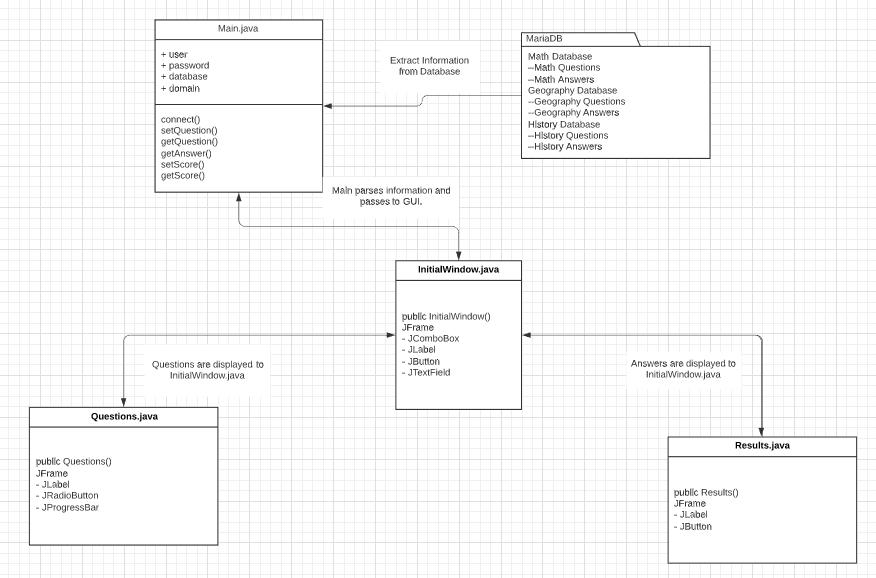 Main.java
+ user
+ password
+ database
+ domain
connect()
setQuestion()
getQuestion()
getAnswer()
setScore()
getScore()
Extract Information
from Database
MariaDB
Math Database
--Math Questions
--Math Answers
Geography Database
--Geography Questions
--Geography Answers
History Database
--History Questions
--History Answers
Main parses information and
passes to GUI.
InitialWindow.java
public InitialWindow()
JFrame
- JComboBox
- JLabel
- JButton
- JTextField
Questions are displayed to
InitialWindow.java
Answers are displayed to
InitialWindow.java
Questions.java
public Questions()
JFrame
- JLabel
- JRadioButton
- JProgressBar
Results.java
public Results()
JFrame
- JLabel
- JButton